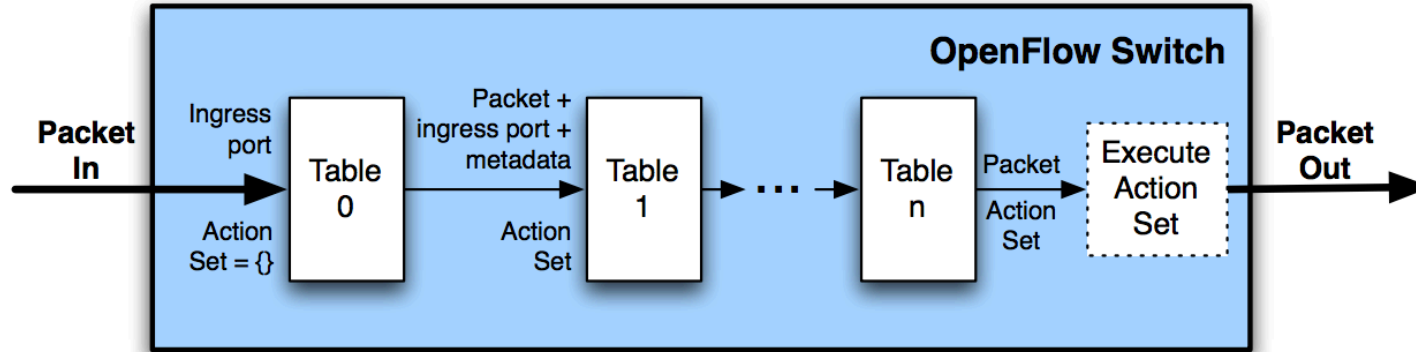 OpenFlow Switch
Packet
In
Ingress
port
Action
Set = {}
Table
0
Packet +
ingress port +
metadata
Action
Set
Table
1
...
Table
n
Packet
Action
Set
Execute
Action
Set
Packet
Out